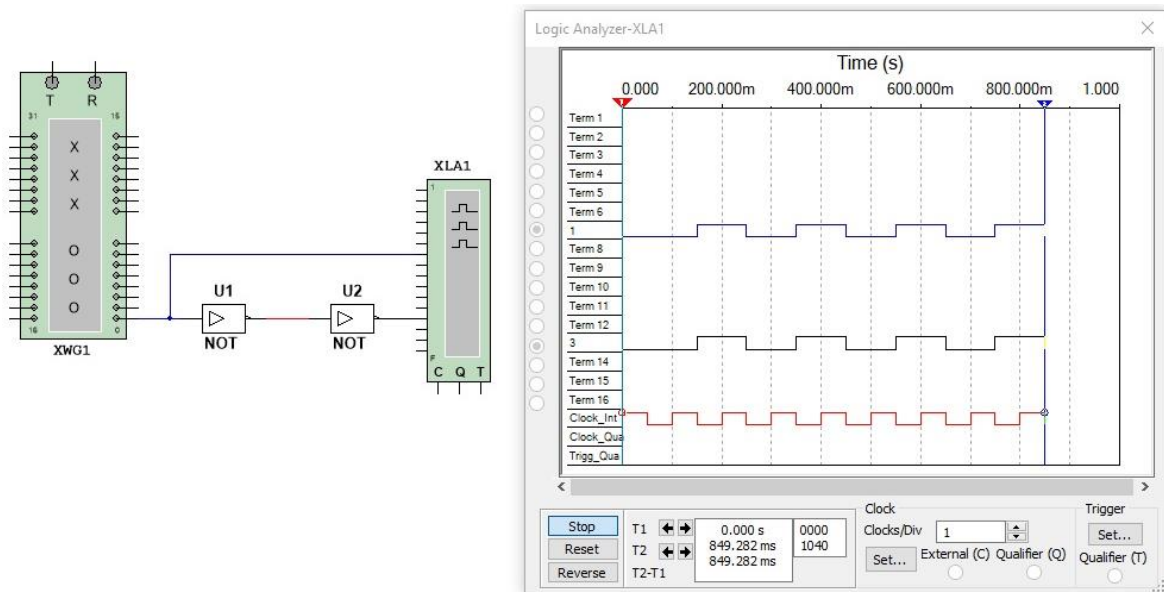 T R
31 15
X
X
X
O
O
O
16 0
XWG1
U1
NOT
U2
NOT
XLA1
1
F
C Q T
Logic Analyzer-XLA1
Time (s)
0.000 200.000m 400.000m 600.000m 800.000m 1.000
1 2
Term 1
Term 2
Term 3
Term 4
Term 5
Term 6
1
Term 8
Term 9
Term 10
Term 11
Term 12
3
Term 14
Term 15
Term 16
Clock_Int
Clock_Qua
Trigg_Qua
Stop
Reset
Reverse
T1
T2
T2-T1
0.000 s
849.282 ms
849.282 ms
0000
1040
Clock
Clocks/Div 1
Set...
External (C) Qualifier (Q)
Trigger
Set...
Qualifier (T)